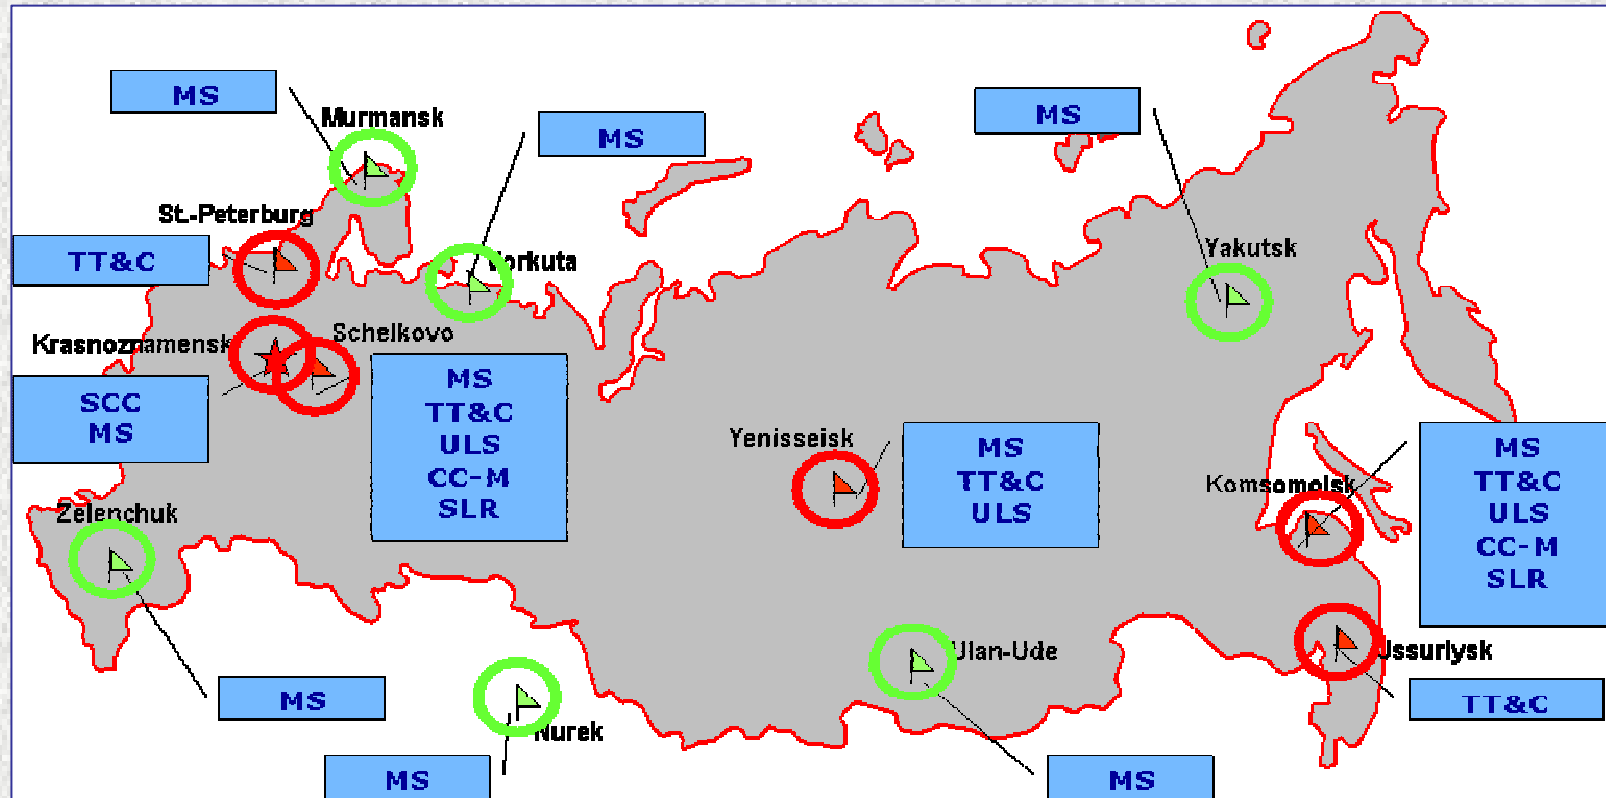 MS
Murmansk
MS
MS
St.-Peterburg
TT&C
Vorkuta
Yakutsk
Krasnoznamensk
Schelkovo
SCC
MS
MS
TT&C
ULS
CC-M
SLR
Yenisseisk
MS
TT&C
ULS
Komsomolsk
MS
TT&C
ULS
CC-M
SLR
Zelenchuk
MS
Nurek
MS
Ulan-Ude
MS
Ussuriysk
TT&C